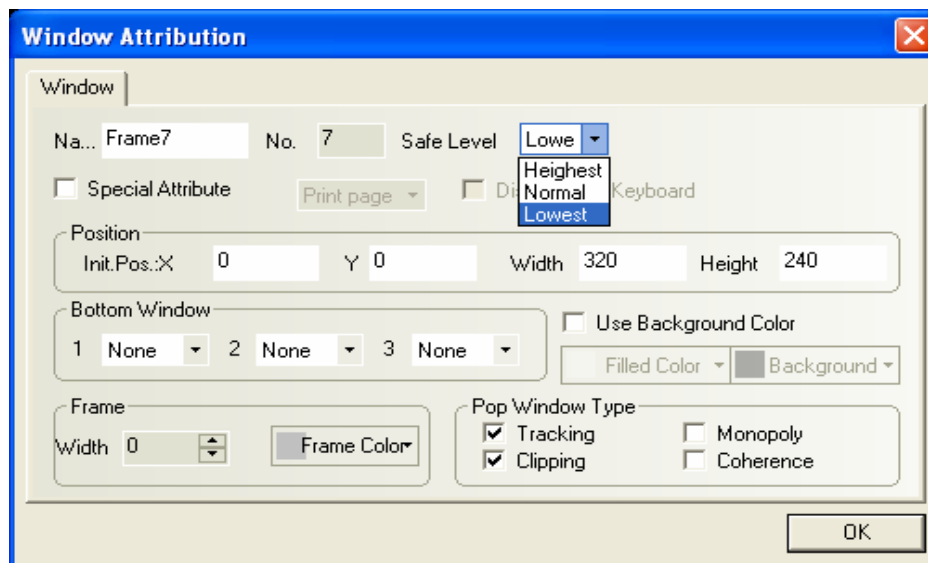 Window Attribution
Window
Na... Frame7 No. 7 Safe Level Lowe
Heighest
Normal
Lowest
Special Attribute Print page Di Keyboard
Position
Init.Pos.:X 0 Y 0 Width 320 Height 240
Bottom Window
1 None 2 None 3 None
Use Background Color
Filled Color Background
Frame
Width 0 Frame Color
Pop Window Type
Tracking Monopoly
Clipping Coherence
OK